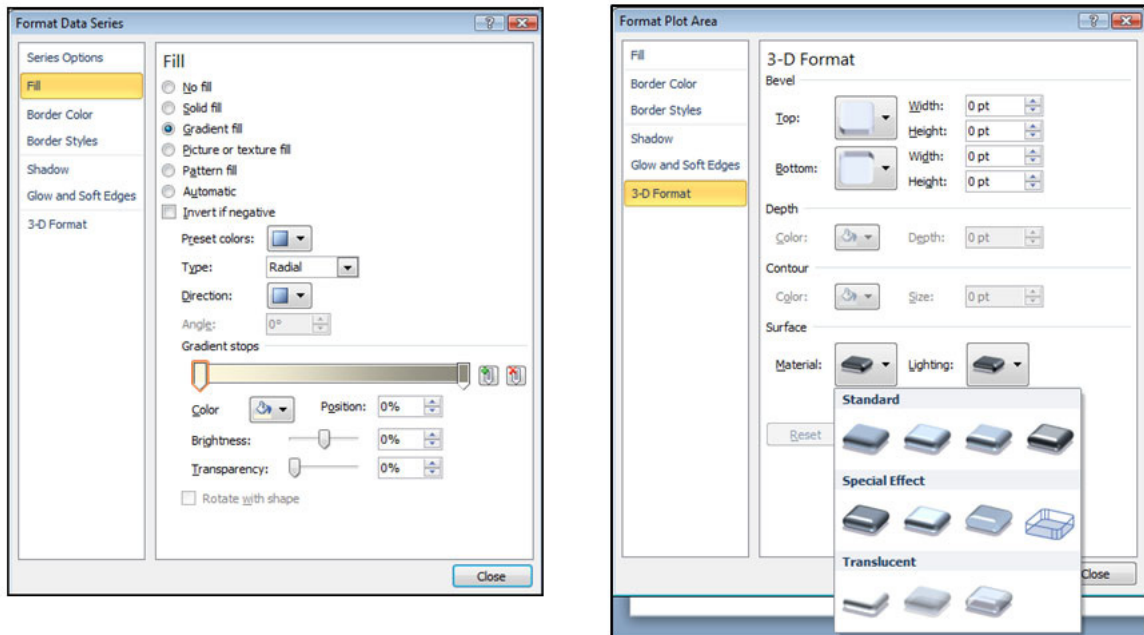 Format Data Series
Series Options
Fill
Border Color
Border Styles
Shadow
Glow and Soft Edges
3-D Format
Fill
No fill
Solid fill
Gradient fill
Picture or texture fill
Pattern fill
Automatic
Invert if negative
Preset colors:
Type: Radial
Direction:
Angle: 0°
Gradient stops
Color Position: 0%
Brightness: 0%
Transparency: 0%
Rotate with shape
Close
Format Plot Area
Fill
Border Color
Border Styles
Shadow
Glow and Soft Edges
3-D Format
3-D Format
Bevel
Top: Width: 0 pt
Height: 0 pt
Bottom: Width: 0 pt
Height: 0 pt
Depth
Color: Depth: 0 pt
Contour
Color: Size: 0 pt
Surface
Material: Lighting:
Standard
Reset
Special Effect
Translucent
Close